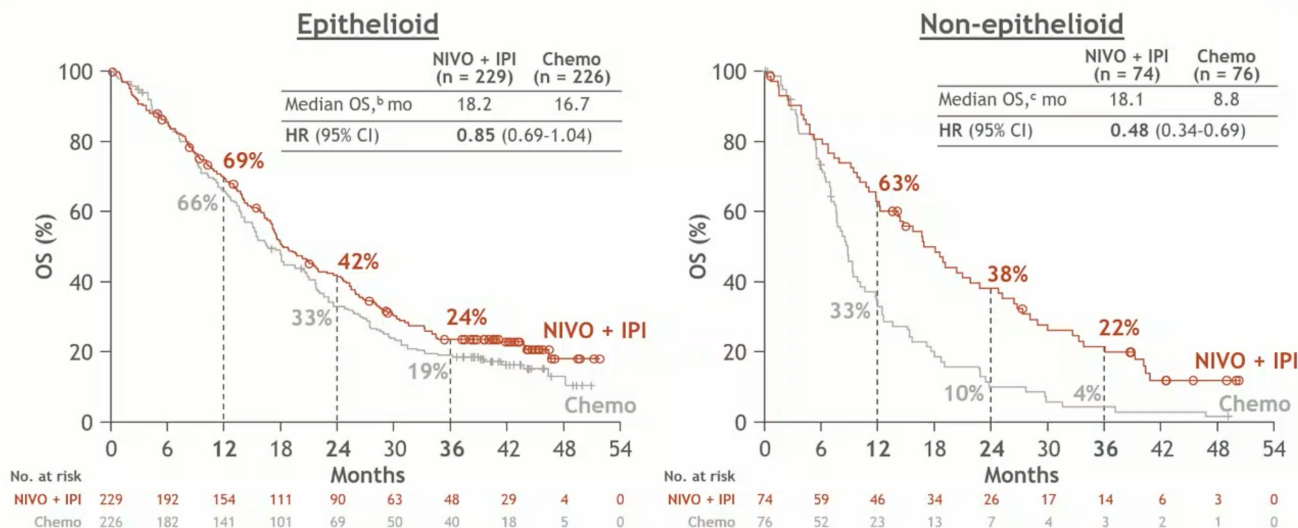 Epithelioid
NIVO + IPI Chemo
(n = 229) (n = 226)
Median OS,ᵇ mo 18.2 16.7
HR (95% CI) 0.85 (0.69-1.04)
OS (%)
100
80
60
40
20
0
69%
66%
42%
33%
24%
19%
NIVO + IPI
Chemo
0 6 12 18 24 30 36 42 48 54
Months
No. at risk
NIVO + IPI 229 192 154 111 90 63 48 29 4 0
Chemo 226 182 141 101 69 50 40 18 5 0
Non-epithelioid
NIVO + IPI Chemo
(n = 74) (n = 76)
Median OS,ᶜ mo 18.1 8.8
HR (95% CI) 0.48 (0.34-0.69)
OS (%)
100
80
60
40
20
0
63%
33%
38%
10%
22%
4%
NIVO + IPI
Chemo
0 6 12 18 24 30 36 42 48 54
Months
No. at risk
NIVO + IPI 74 59 46 34 26 17 14 6 3 0
Chemo 76 52 23 13 7 4 3 2 1 0